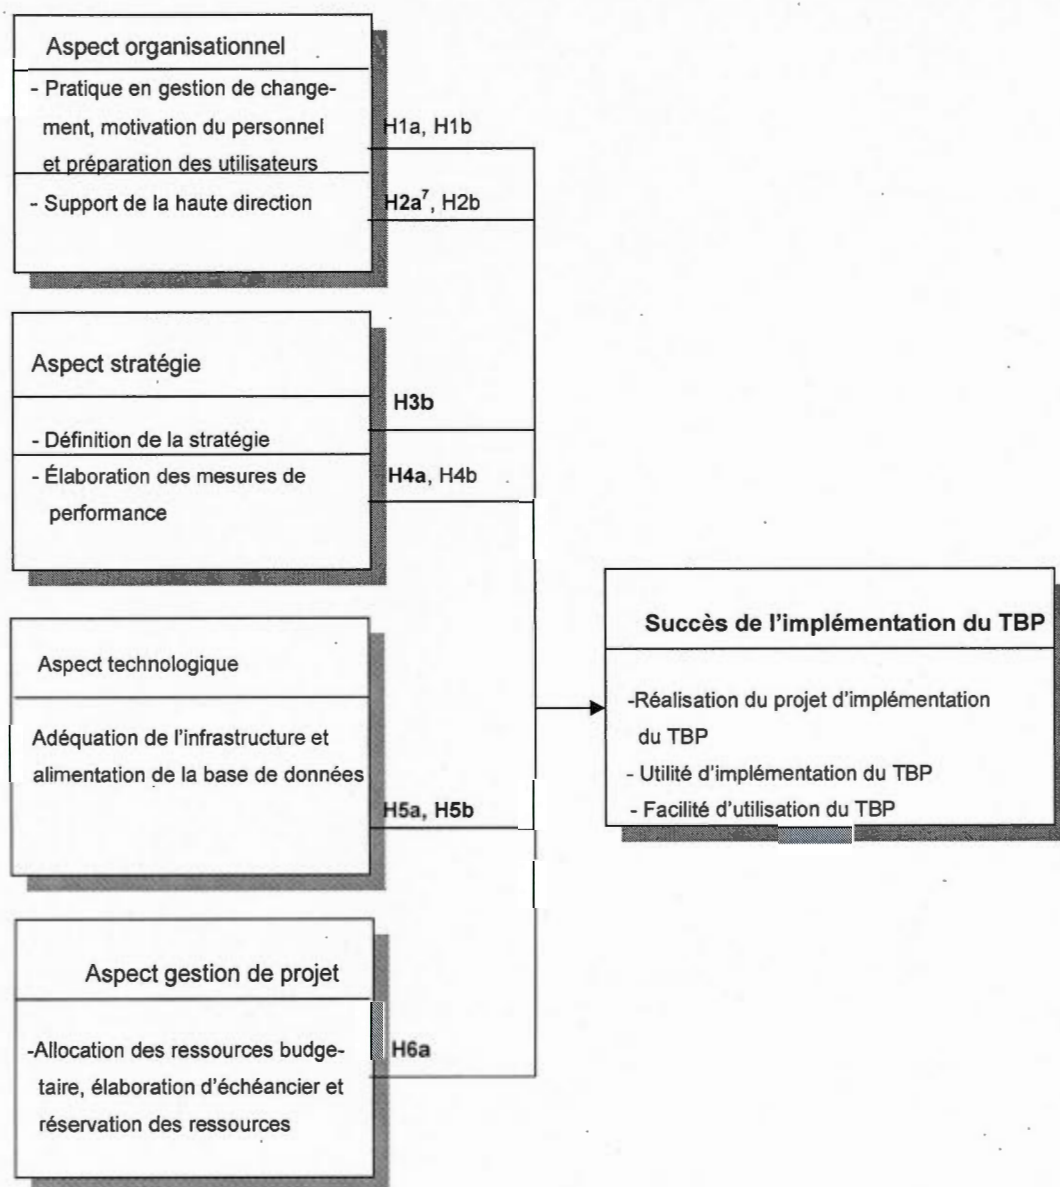 Aspect organisationnel
- Pratique en gestion de change-
ment, motivation du personnel
et préparation des utilisateurs
H1a, H1b
- Support de la haute direction
H2a⁷, H2b
Aspect stratégie
H3b
- Définition de la stratégie
- Élaboration des mesures de
performance
H4a, H4b
Aspect technologique
Adéquation de l'infrastructure et
alimentation de la base de données
H5a, H5b
Aspect gestion de projet
-Allocation des ressources budge-
taire, élaboration d'échéancier et
réservation des ressources
H6a
Succès de l'implémentation du TBP
-Réalisation du projet d'implémentation
du TBP
- Utilité d'implémentation du TBP
- Facilité d'utilisation du TBP